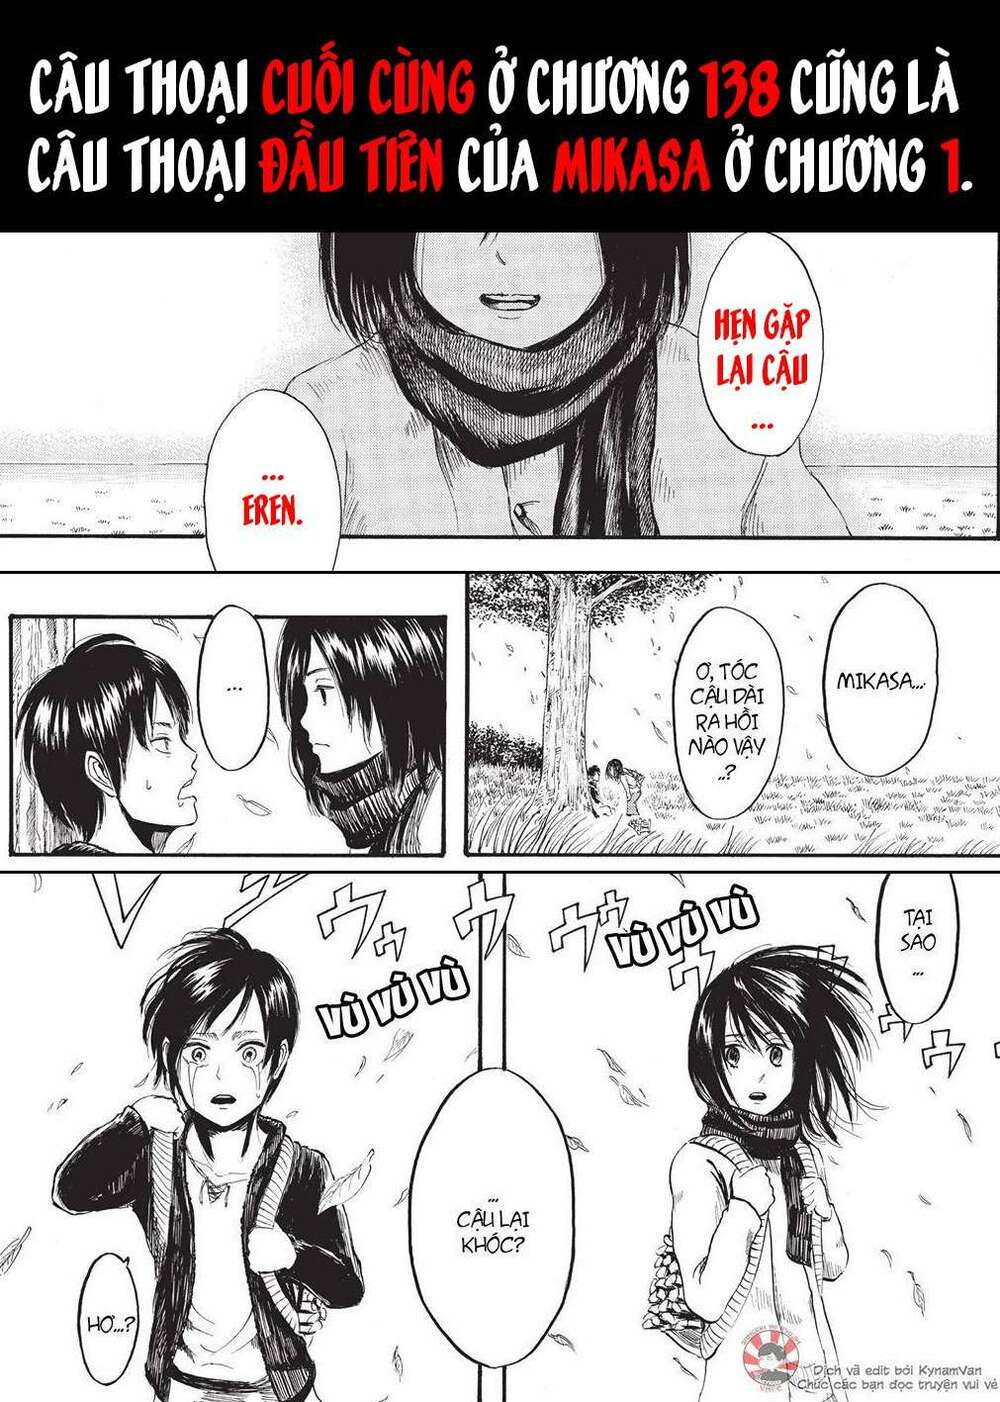 CÂU THOẠI CUỐI CÙNG Ở CHƯƠNG 138 CŨNG LÀ
CÂU THOẠI ĐẦU TIÊN CỦA MIKASA Ở CHƯƠNG 1.
HẸN GẶP
LẠI CẬU
...
...
EREN.
MIKASA...
Ơ, TÓC
CẬU DÀI
RA HỒI
NÀO VẬY
...?
...
TẠI
SAO
...
VÙ VÚ VÙ
VÙ VÚ VÙ
...
CẬU LẠI
KHÓC?
HƠ...?
Dịch và edit bởi KynamVan
Chúc các bạn đọc truyện vui vẻ